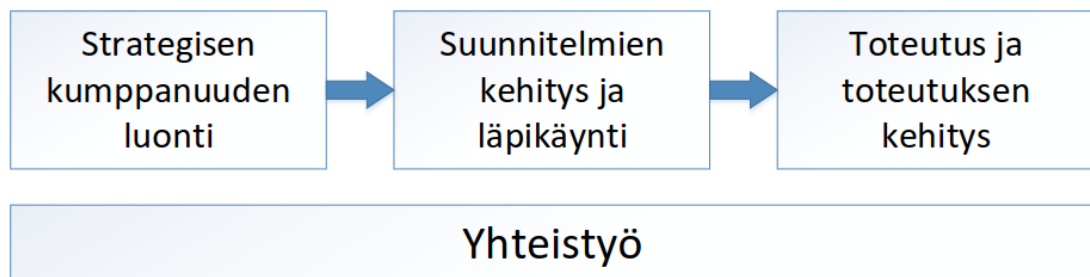 Strategisen
kumppanuuden
luonti
Suunnitelmien
kehitys ja
läpikäynti
Toteutus ja
toteutuksen
kehitys
Yhteistyö